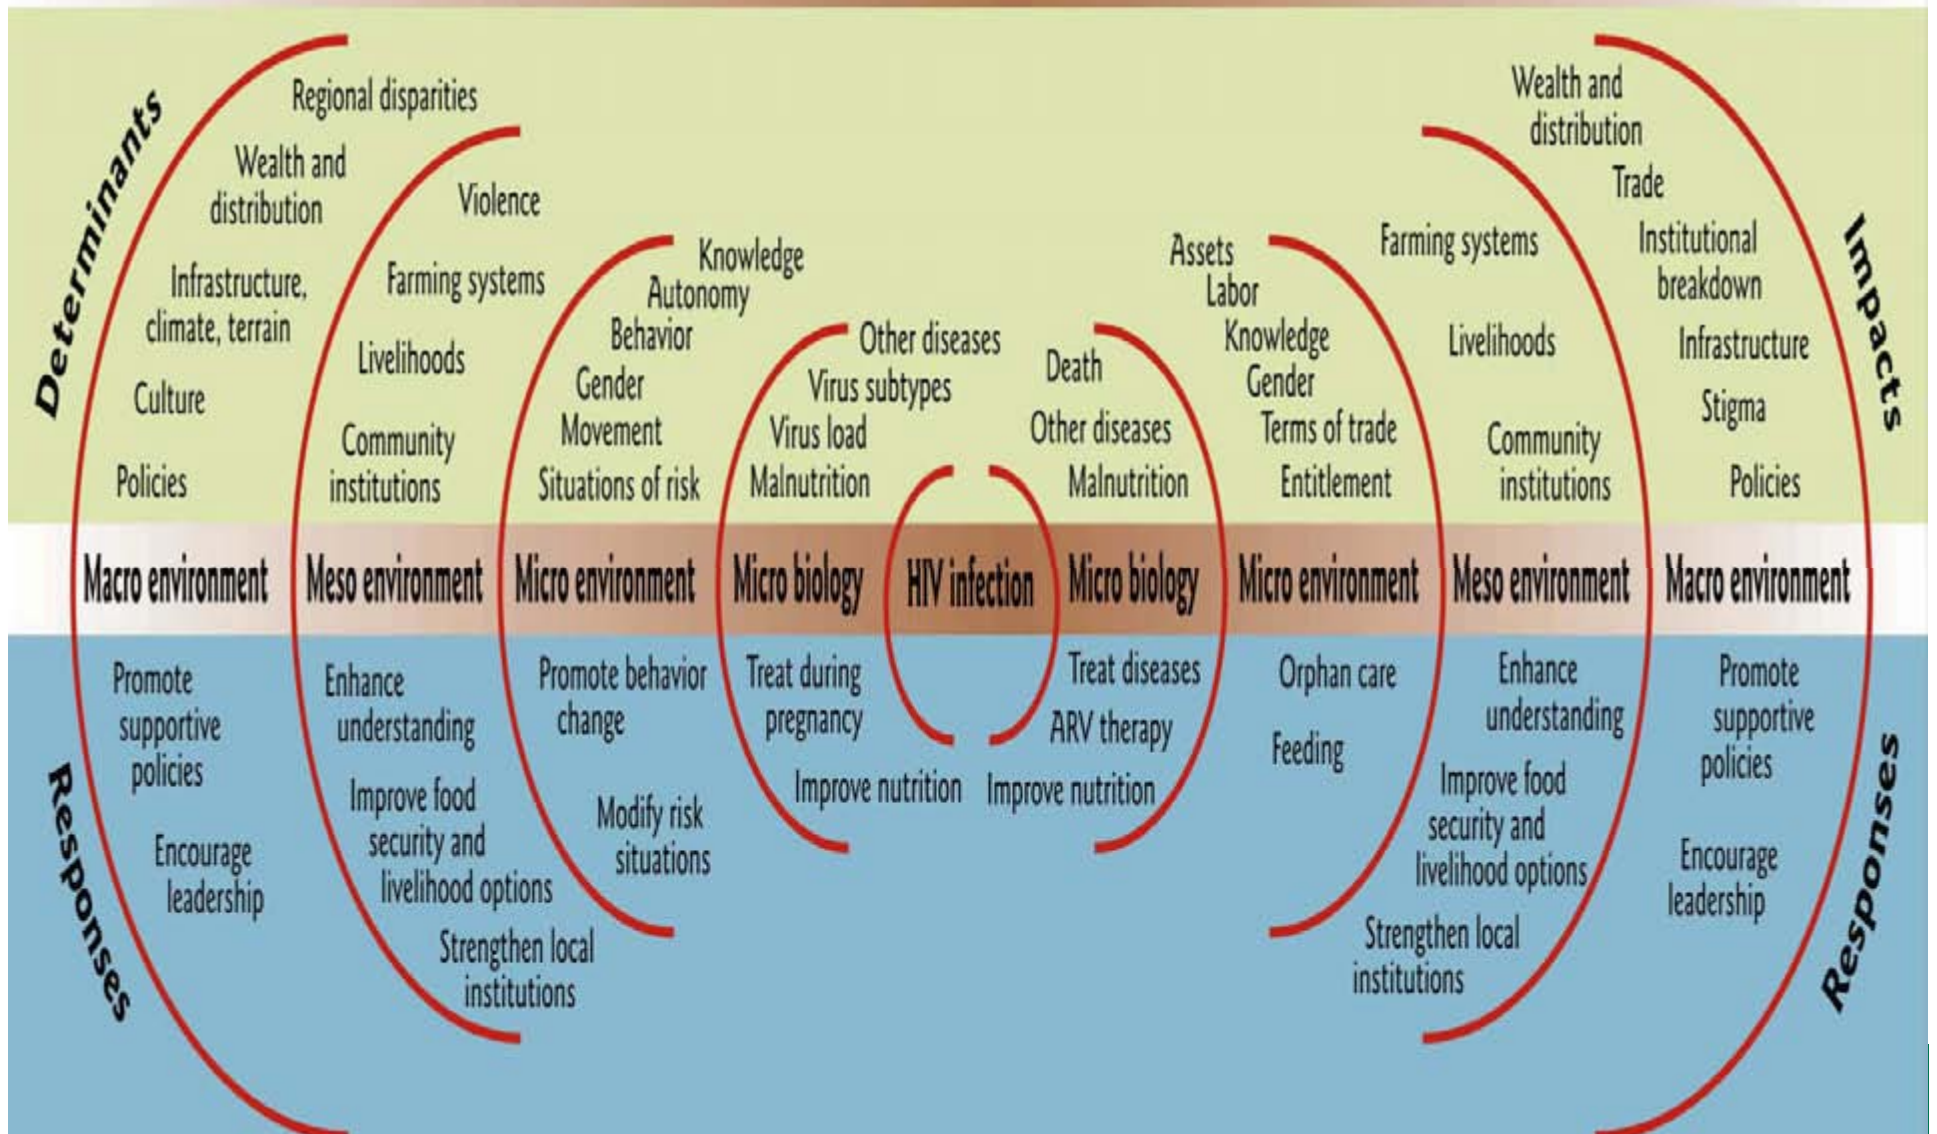 Determinants
Regional disparities
Wealth and
distribution
Infrastructure,
climate, terrain
Culture
Policies
Violence
Farming systems
Livelihoods
Community
institutions
Knowledge
Autonomy
Behavior
Gender
Movement
Situations of risk
Other diseases
Virus subtypes
Virus load
Malnutrition
Death
Other diseases
Malnutrition
Assets
Labor
Knowledge
Gender
Terms of trade
Entitlement
Farming systems
Livelihoods
Community
institutions
Wealth and
distribution
Trade
Institutional
breakdown
Infrastructure
Stigma
Policies
Impacts
Macro environment
Meso environment
Micro environment
Micro biology
HIV infection
Micro biology
Micro environment
Meso environment
Macro environment
Responses
Promote
supportive
policies
Encourage
leadership
Enhance
understanding
Improve food
security and
livelihood options
Strengthen local
institutions
Promote behavior
change
Modify risk
situations
Treat during
pregnancy
Improve nutrition
Treat diseases
ARV therapy
Improve nutrition
Orphan care
Feeding
Enhance
understanding
Improve food
security and
livelihood options
Strengthen local
institutions
Promote
supportive
policies
Encourage
leadership
Responses